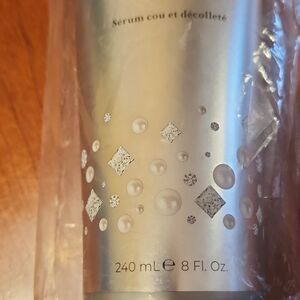 Sérum cou et décolleté
240 mL ℮ 8 Fl. Oz.